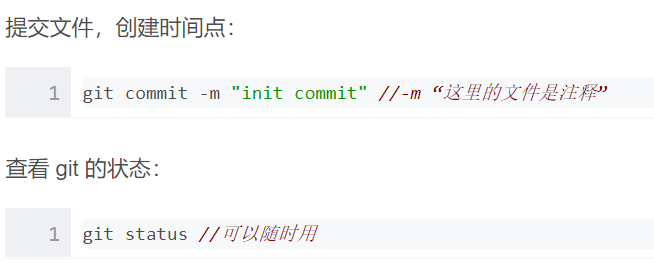 提交文件，创建时间点：
1 git commit -m "init commit" //-m “这里的文件是注释”
查看 git 的状态：
1 git status //可以随时用